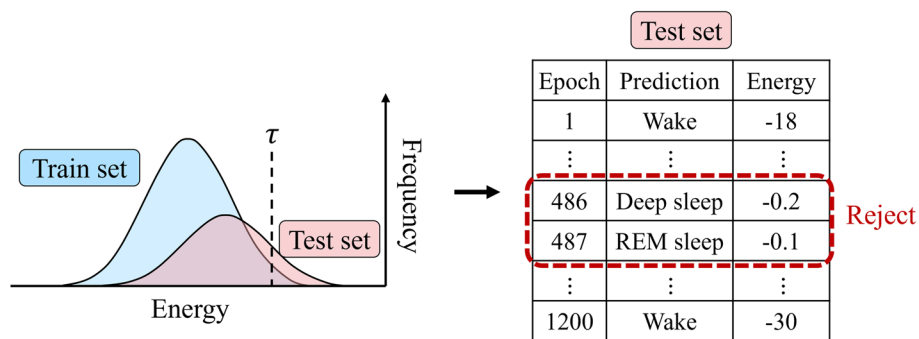 Train set
τ
Test set
Energy
Frequency
Test set
Epoch Prediction Energy
1 Wake -18
⋮ ⋮ ⋮
486 Deep sleep -0.2
487 REM sleep -0.1
Reject
⋮ ⋮ ⋮
1200 Wake -30